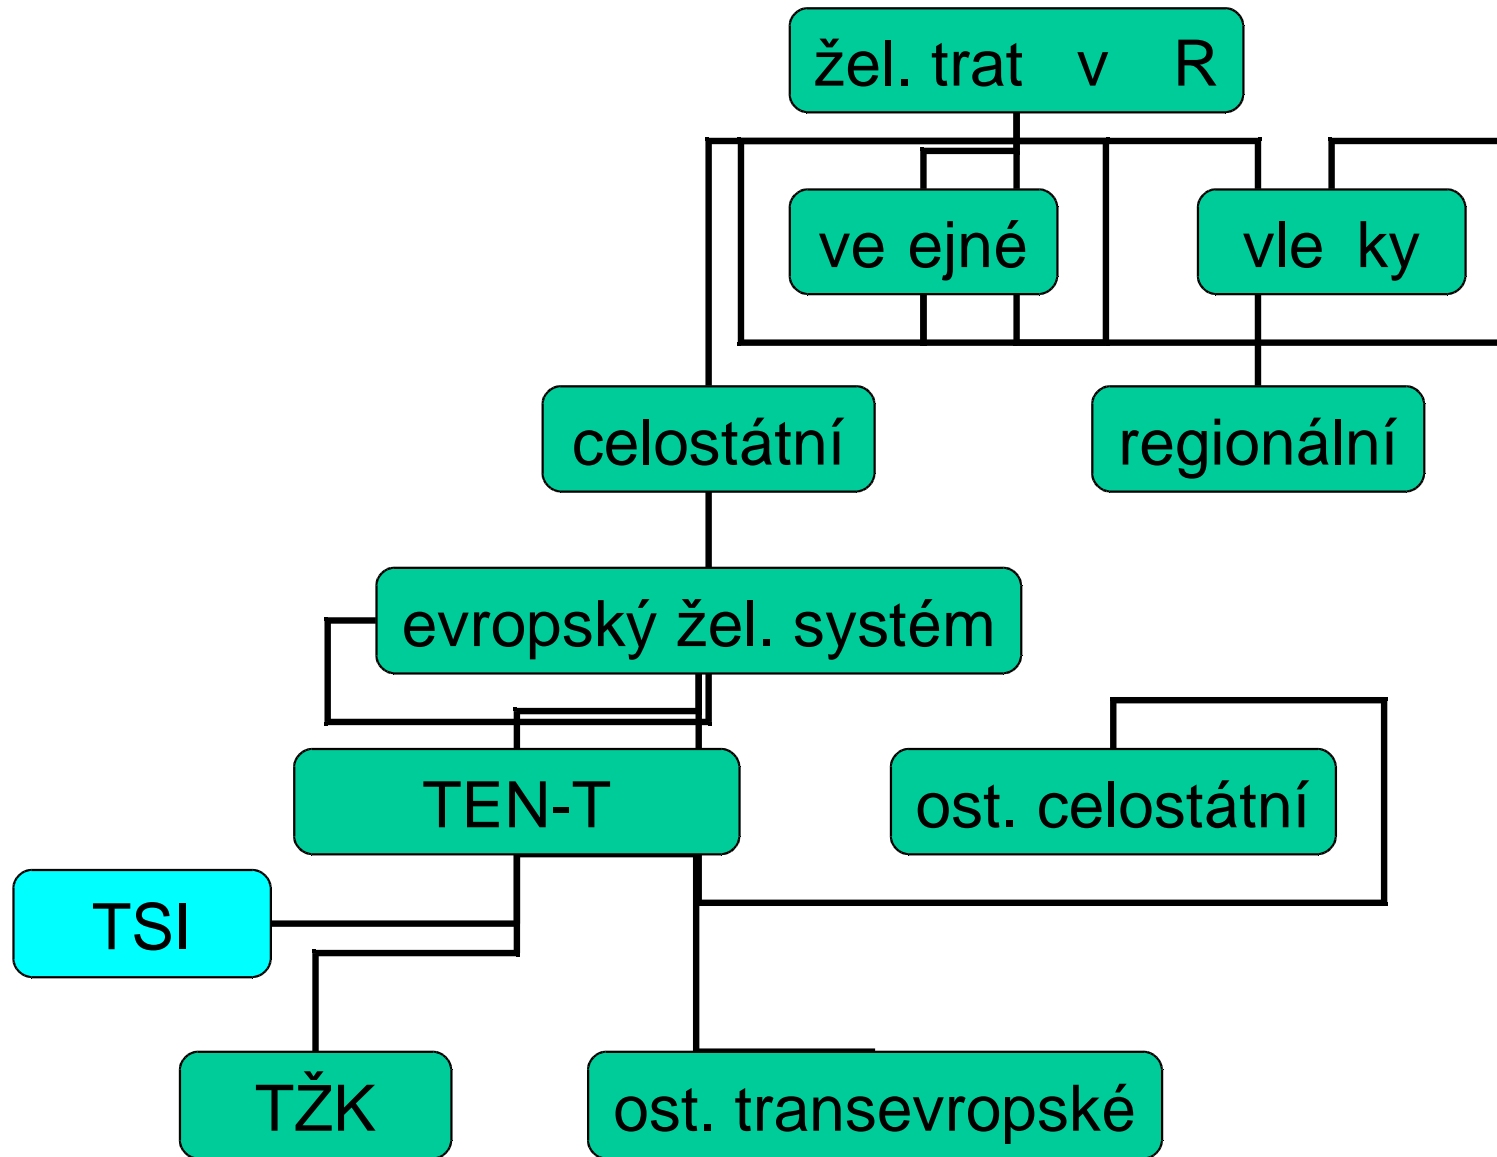 žel. trat v R
ve ejné
vle ky
celostátní
regionální
evropský žel. systém
TEN-T
ost. celostátní
TSI
TŽK
ost. transevropské